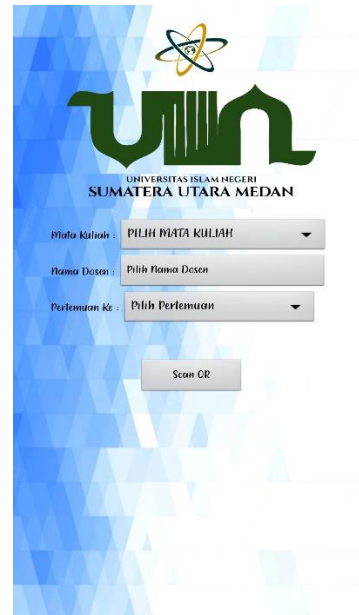 UIN
UNIVERSITAS ISLAM NEGERI
SUMATERA UTARA MEDAN
Mata Kuliah : PILIH MATA KULIAH
Nama Dosen : Pilih Nama Dosen
Pertemuan Ke : Pilih Pertemuan
Scan QR